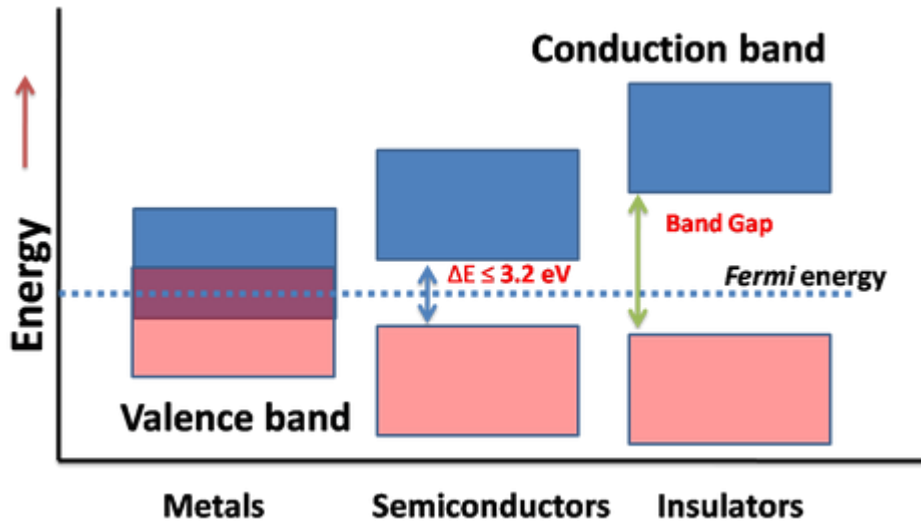 Conduction band
Energy
Band Gap
ΔE ≤ 3.2 eV
Fermi energy
Valence band
Metals
Semiconductors
Insulators